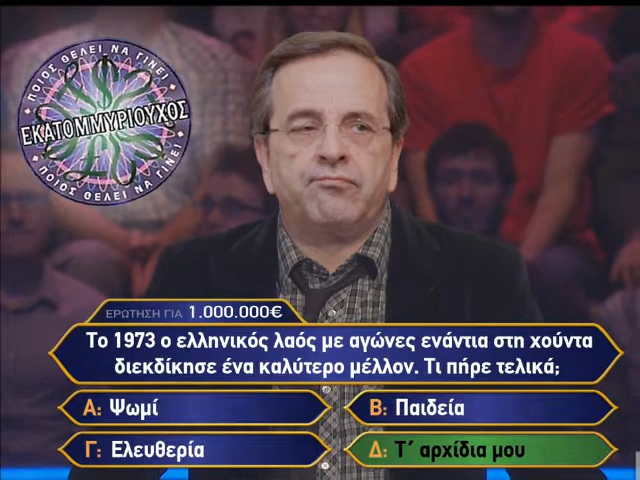 ΠΟΙΟΣ ΘΕΛΕΙ ΝΑ ΓΙΝΕΙ
ΕΚΑΤΟΜΜΥΡΙΟΥΧΟΣ
ΠΟΙΟΣ ΘΕΛΕΙ ΝΑ ΓΙΝΕΙ
ΕΡΩΤΗΣΗ ΓΙΑ 1.000.000€
Το 1973 ο ελληνικός λαός με αγώνες ενάντια στη χούντα
διεκδίκησε ένα καλύτερο μέλλον. Τι πήρε τελικά;
Α: Ψωμί
Β: Παιδεία
Γ: Ελευθερία
Δ: Τ΄ αρχίδια μου